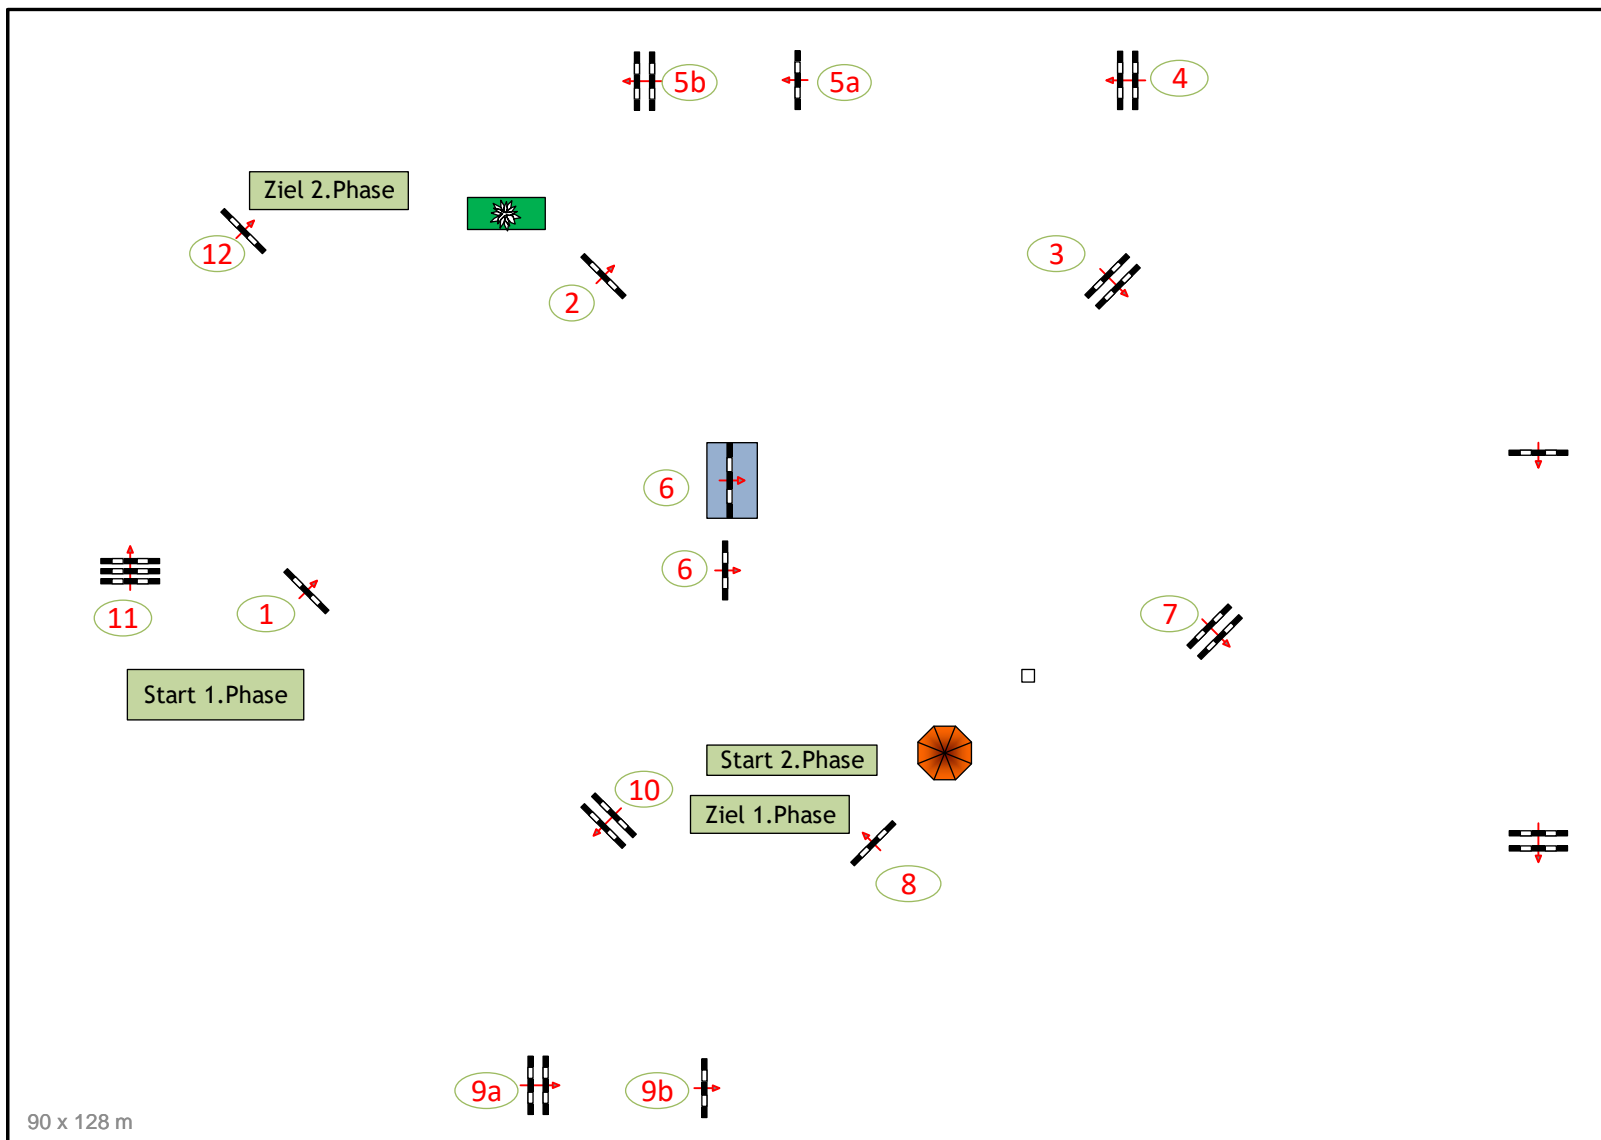 5b
5a
4
Ziel 2.Phase
12
2
3
6
6
11
1
7
Start 1.Phase
Start 2.Phase
10
Ziel 1.Phase
8
9a
9b
90 x 128 m